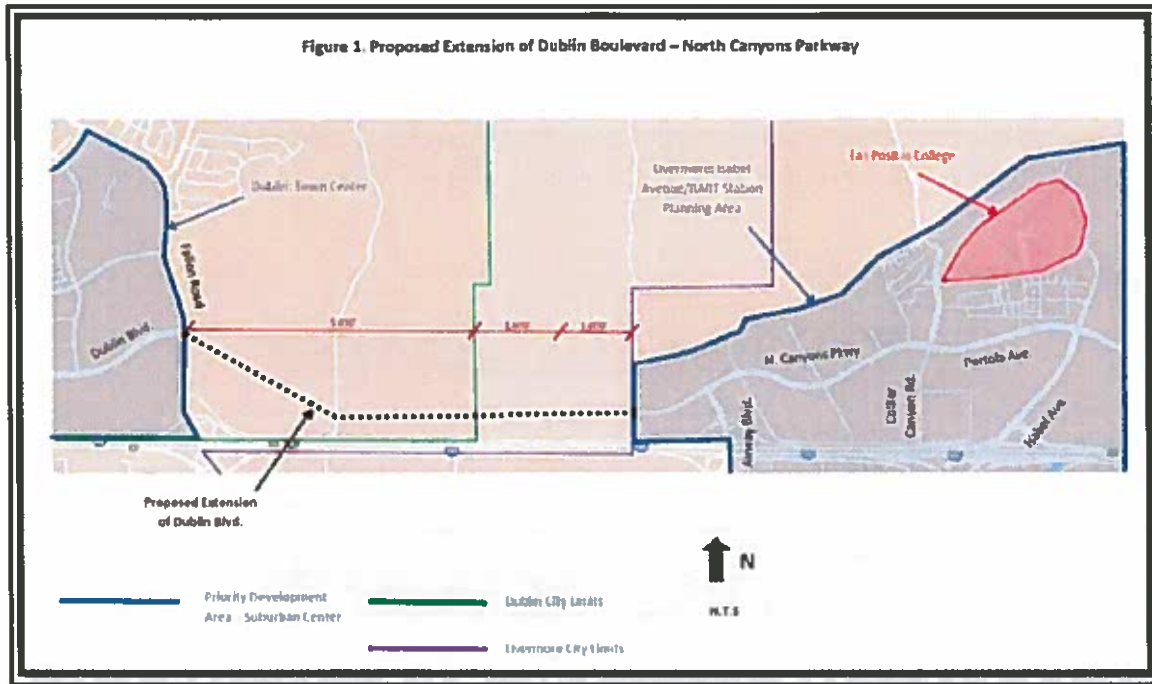 Figure 1. Proposed Extension of Dublin Boulevard – North Canyons Parkway
Las Positas College
Livermore: Isabel
Avenue/BART Station
Planning Area
Dublin: Town Center
Fallon Road
Dublin Blvd.
N. Canyons Pkwy
Portola Ave
Airway Blvd.
Collier
Canyon Rd.
Isabel Ave
Proposed Extension
of Dublin Blvd.
N
N.T.S
Priority Development
Area - Suburban Center
Dublin City Limits
Livermore City Limits